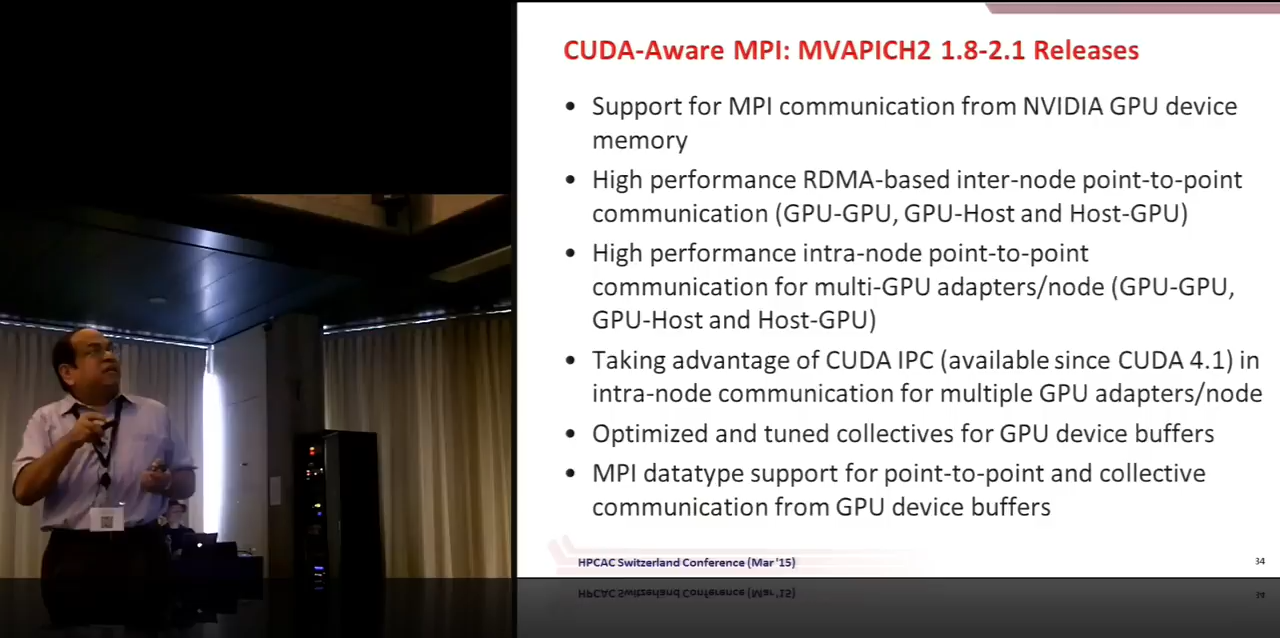 CUDA-Aware MPI: MVAPICH2 1.8-2.1 Releases
• Support for MPI communication from NVIDIA GPU device
memory
• High performance RDMA-based inter-node point-to-point
communication (GPU-GPU, GPU-Host and Host-GPU)
• High performance intra-node point-to-point
communication for multi-GPU adapters/node (GPU-GPU,
GPU-Host and Host-GPU)
• Taking advantage of CUDA IPC (available since CUDA 4.1) in
intra-node communication for multiple GPU adapters/node
• Optimized and tuned collectives for GPU device buffers
• MPI datatype support for point-to-point and collective
communication from GPU device buffers
HPCAC Switzerland Conference (Mar '15)
34